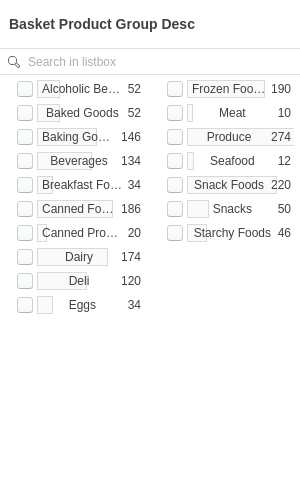 Basket Product Group Desc
Search in listbox
Alcoholic Be… 52
Baked Goods 52
Baking Go… 146
Beverages 134
Breakfast Fo… 34
Canned Fo… 186
Canned Pro… 20
Dairy 174
Deli 120
Eggs 34
Frozen Foo… 190
Meat 10
Produce 274
Seafood 12
Snack Foods 220
Snacks 50
Starchy Foods 46